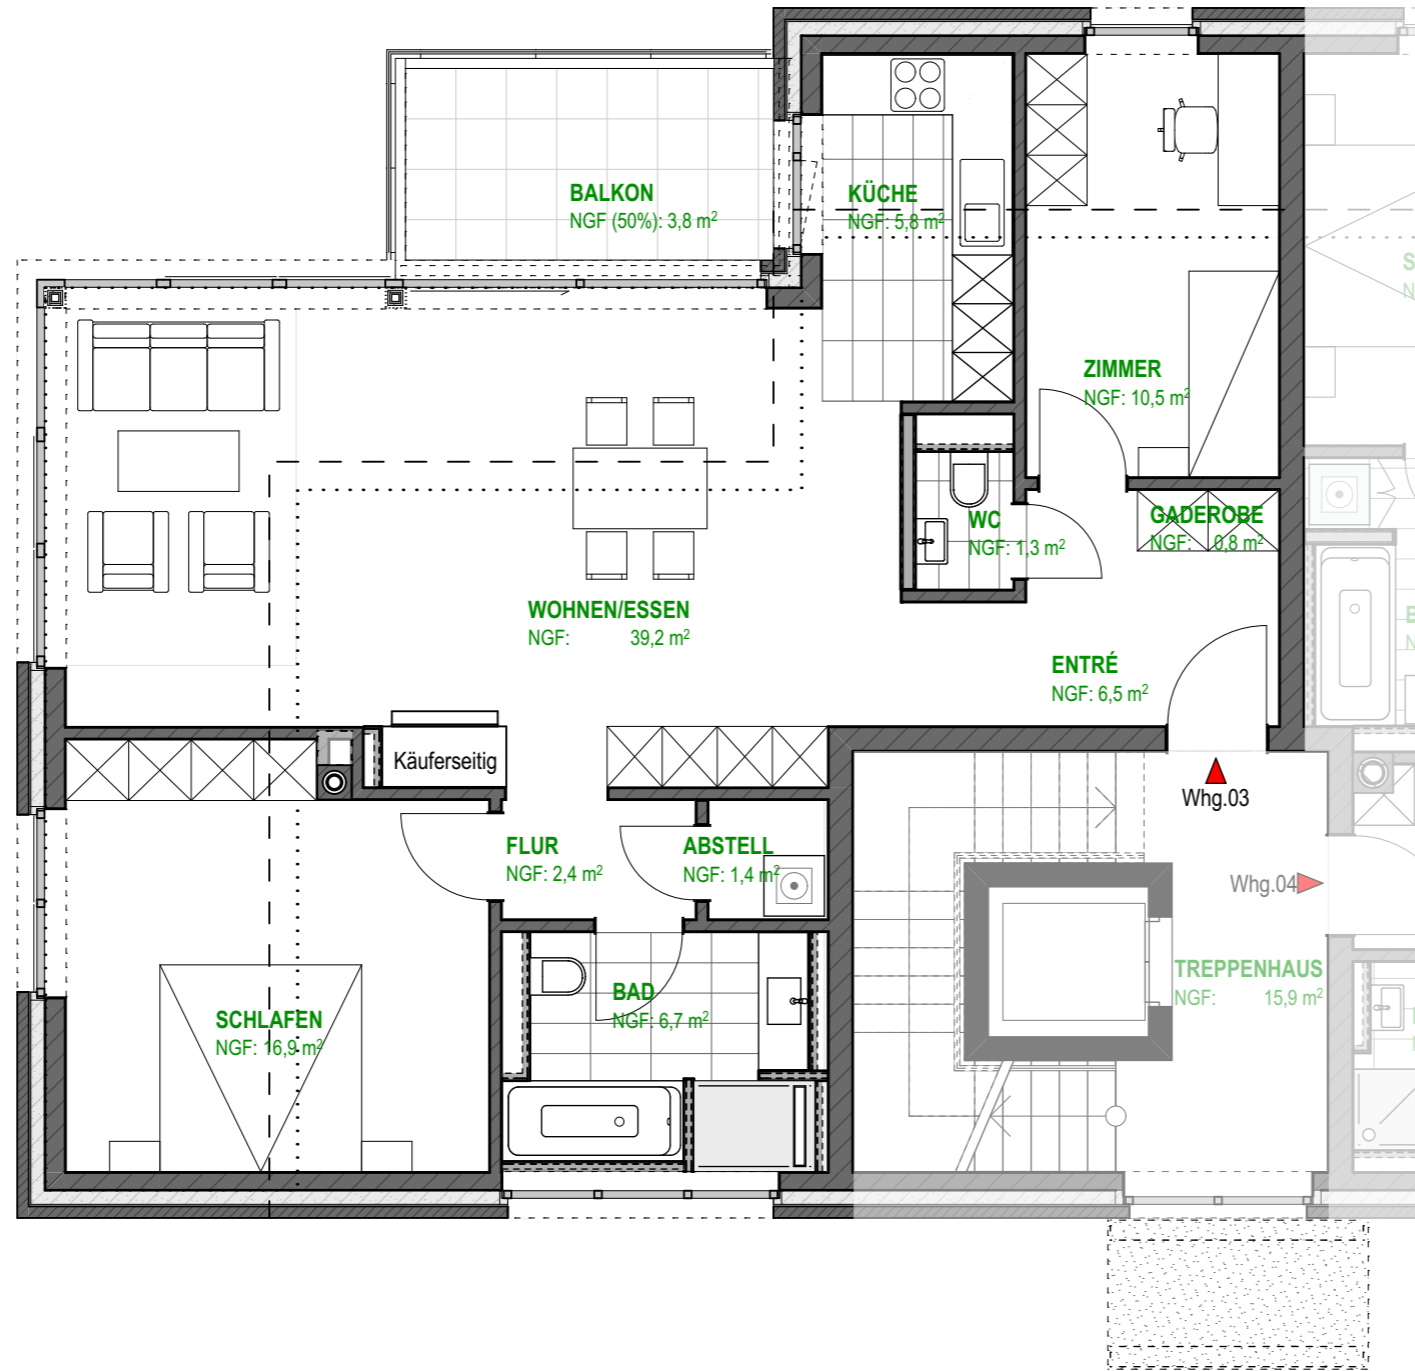 BALKON
NGF (50%): 3,8 m²
KÜCHE
NGF: 5,8 m²
ZIMMER
NGF: 10,5 m²
WC
NGF: 1,3 m²
GADEROBE
NGF: 0,8 m²
WOHNEN/ESSEN
NGF: 39,2 m²
ENTRÉ
NGF: 6,5 m²
Käuferseitig
Whg.03
FLUR
NGF: 2,4 m²
ABSTELL
NGF: 1,4 m²
Whg.04
TREPPENHAUS
NGF: 15,9 m²
BAD
NGF: 6,7 m²
SCHLAFEN
NGF: 16,9 m²